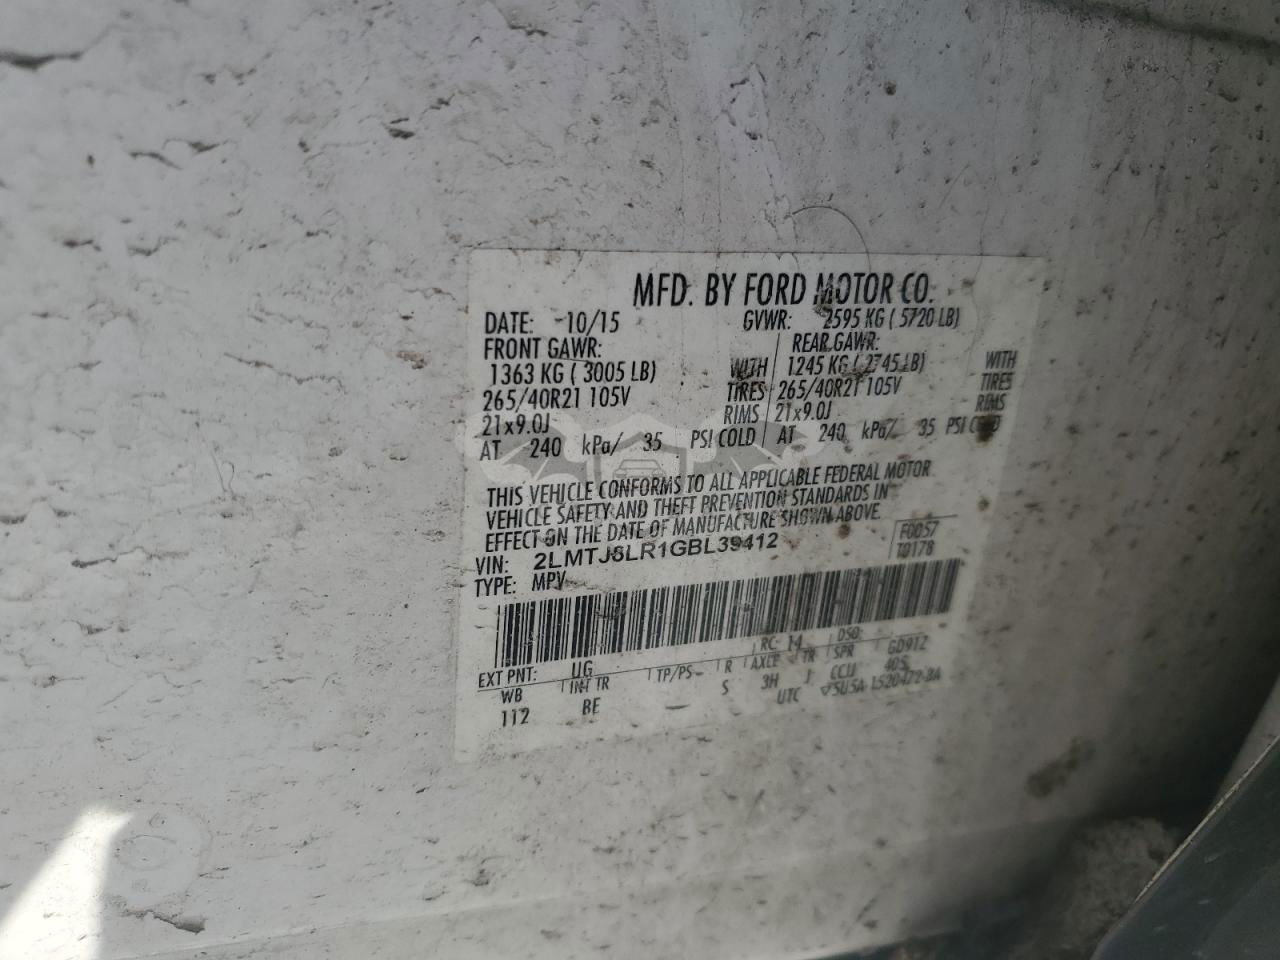 MFD. BY FORD MOTOR CO.
DATE: 10/15 GVWR: 2595 KG ( 5720 LB)
FRONT GAWR: REAR GAWR:
1363 KG ( 3005 LB) WITH 1245 KG ( 2745 LB) WITH
265/40R21 105V TIRES 265/40R21 105V TIRES
21x9.0J RIMS 21x9.0J RIMS
AT 240 kPa/ 35 PSI COLD AT 240 kPa/ 35 PSI COLD
THIS VEHICLE CONFORMS TO ALL APPLICABLE FEDERAL MOTOR
VEHICLE SAFETY AND THEFT PREVENTION STANDARDS IN
EFFECT ON THE DATE OF MANUFACTURE SHOWN ABOVE.
VIN: 2LMTJ8LR1GBL39412 F0057
TYPE: MPV T0178
EXT PNT: UG RC: 14 DSO:
WB INT TR TP/PS R AXLE TR SPR GD91Z
112 BE S 3H J CCIJ 405
UTC